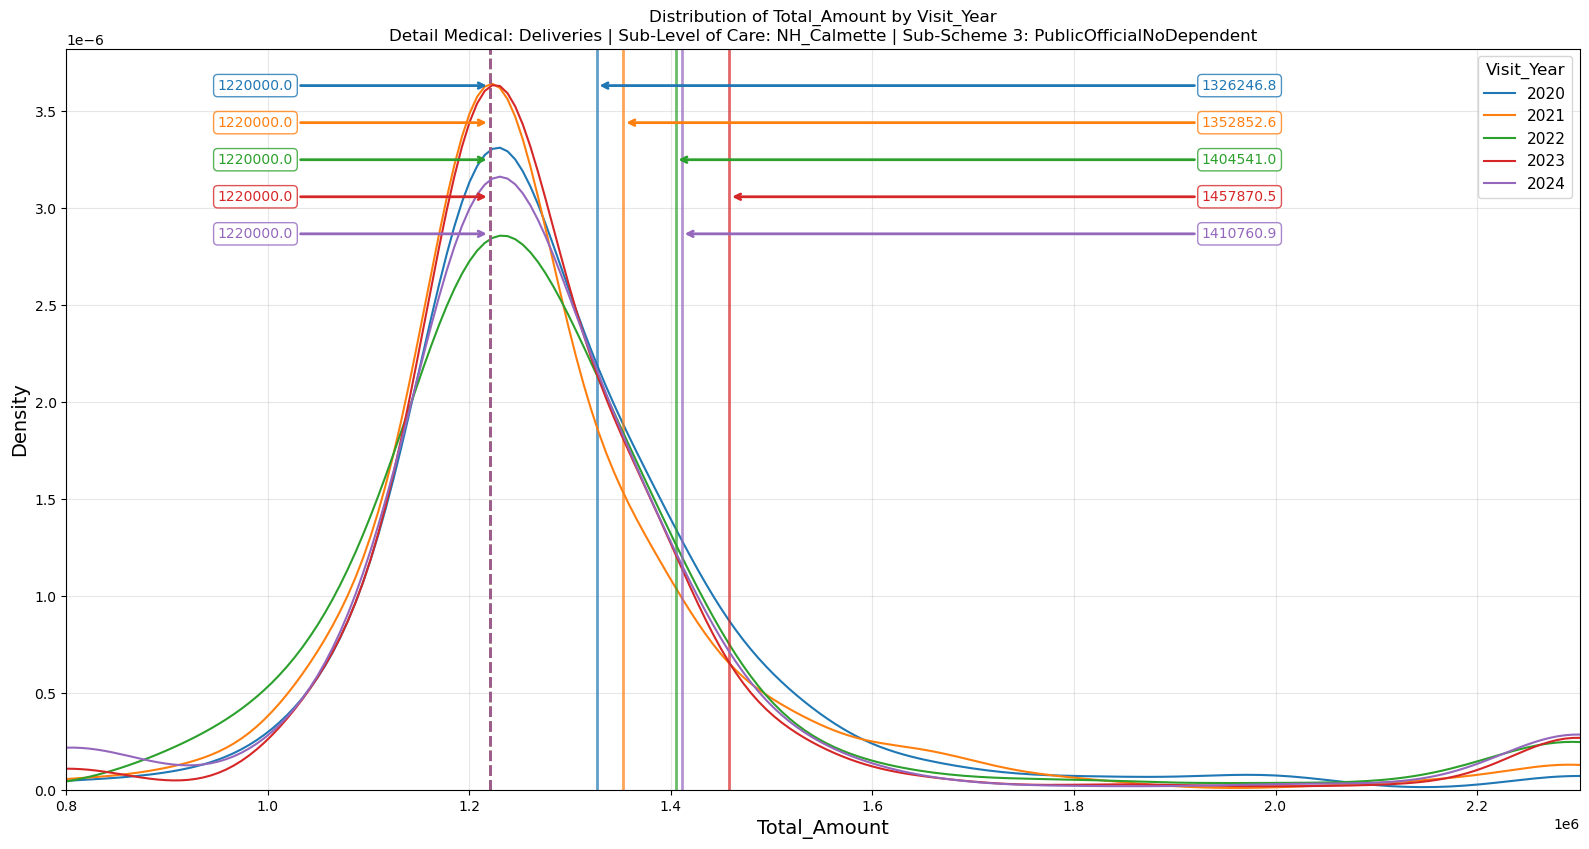 Distribution of Total_Amount by Visit_Year
Detail Medical: Deliveries | Sub-Level of Care: NH_Calmette | Sub-Scheme 3: PublicOfficialNoDependent
1e−6
Visit_Year
2020
2021
2022
2023
2024
1220000.0 1326246.8
1220000.0 1352852.6
1220000.0 1404541.0
1220000.0 1457870.5
1220000.0 1410760.9
3.5
3.0
2.5
2.0
1.5
1.0
0.5
0.0
Density
0.8 1.0 1.2 1.4 1.6 1.8 2.0 2.2
1e6
Total_Amount